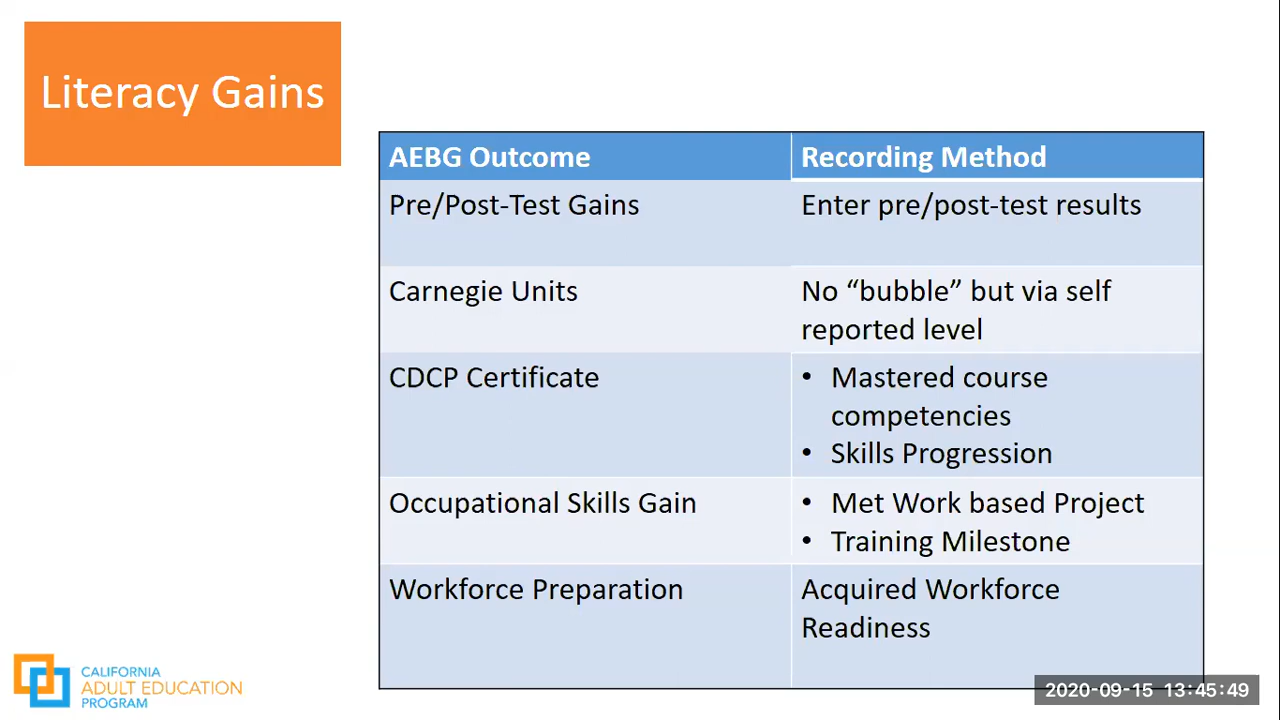 Literacy Gains
AEBG Outcome
Recording Method
Pre/Post-Test Gains
Enter pre/post-test results
Carnegie Units
No “bubble” but via self
reported level
CDCP Certificate
• Mastered course
competencies
• Skills Progression
Occupational Skills Gain
• Met Work based Project
• Training Milestone
Workforce Preparation
Acquired Workforce
Readiness
CALIFORNIA
ADULT EDUCATION
PROGRAM
2020-09-15 13:45:49